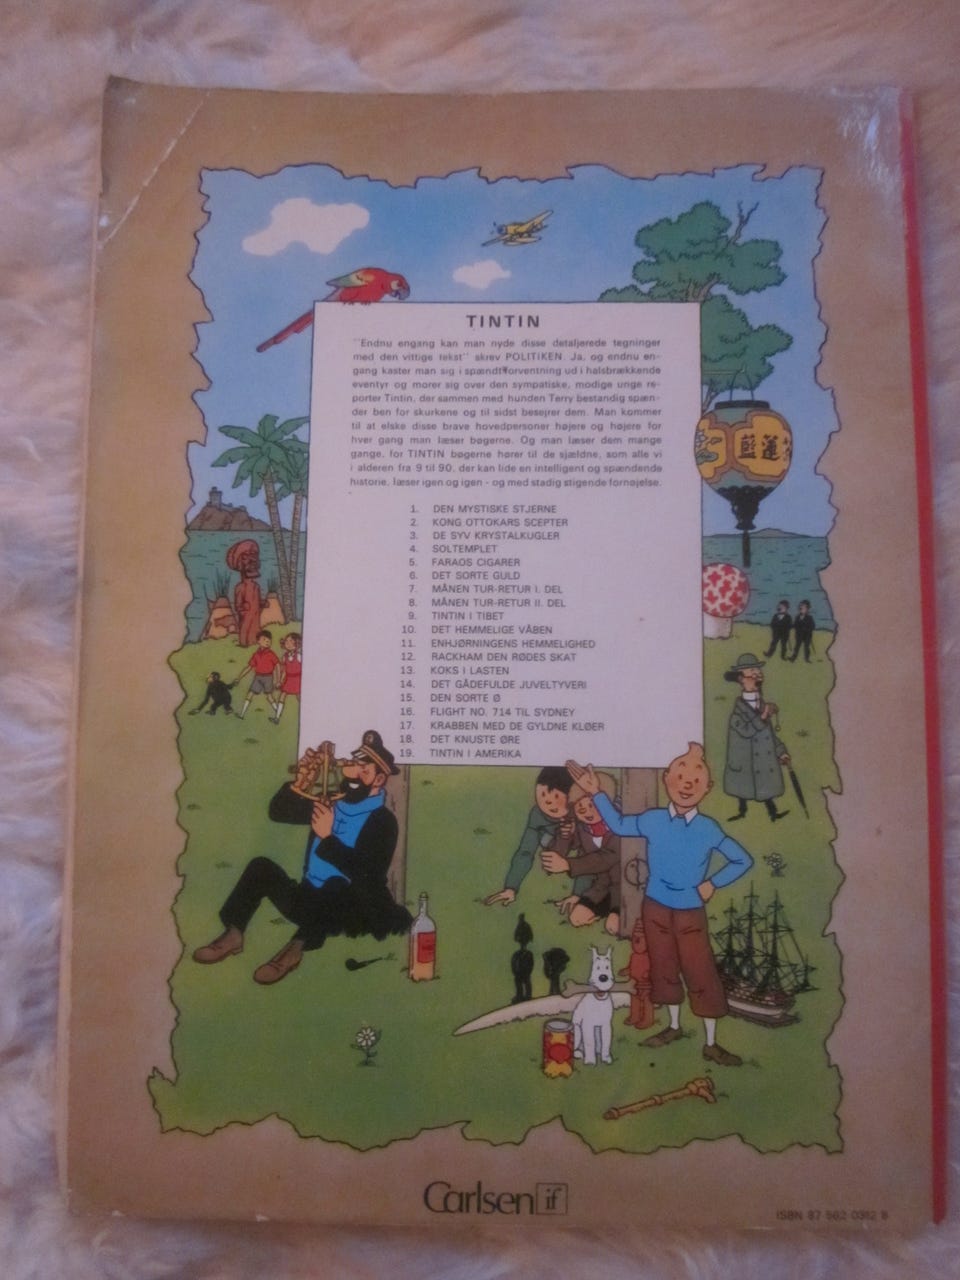 TINTIN
"Endnu engang kan man nyde disse detaljerede tegninger
med den vittige tekst" skrev POLITIKEN. Ja, og endnu en-
gang kaster man sig i spændt forventning ud i halsbrækkende
eventyr og morer sig over den sympatiske, modige unge re-
porter Tintin, der sammen med hunden Terry bestandig spæn-
der ben for skurkene og til sidst besejrer dem. Man kommer
til at elske disse brave hovedpersoner højere og højere for
hver gang man læser bøgerne. Og man læser dem mange
gange, for TINTIN bøgerne hører til de sjældne, som alle vi
i alderen fra 9 til 90, der kan lide en intelligent og spændende
historie, læser igen og igen - og med stadig stigende fornøjelse.
1. DEN MYSTISKE STJERNE
2. KONG OTTOKARS SCEPTER
3. DE SYV KRYSTALKUGLER
4. SOLTEMPLET
5. FARAOS CIGARER
6. DET SORTE GULD
7. MÅNEN TUR-RETUR I. DEL
8. MÅNEN TUR-RETUR II. DEL
9. TINTIN I TIBET
10. DET HEMMELIGE VÅBEN
11. ENHJØRNINGENS HEMMELIGHED
12. RACKHAM DEN RØDES SKAT
13. KOKS I LASTEN
14. DET GÅDEFULDE JUVELTYVERI
15. DEN SORTE Ø
16. FLIGHT NO. 714 TIL SYDNEY
17. KRABBEN MED DE GYLDNE KLØER
18. DET KNUSTE ØRE
19. TINTIN I AMERIKA
藍蓮
Carlsen if
ISBN 87 562 0312 8